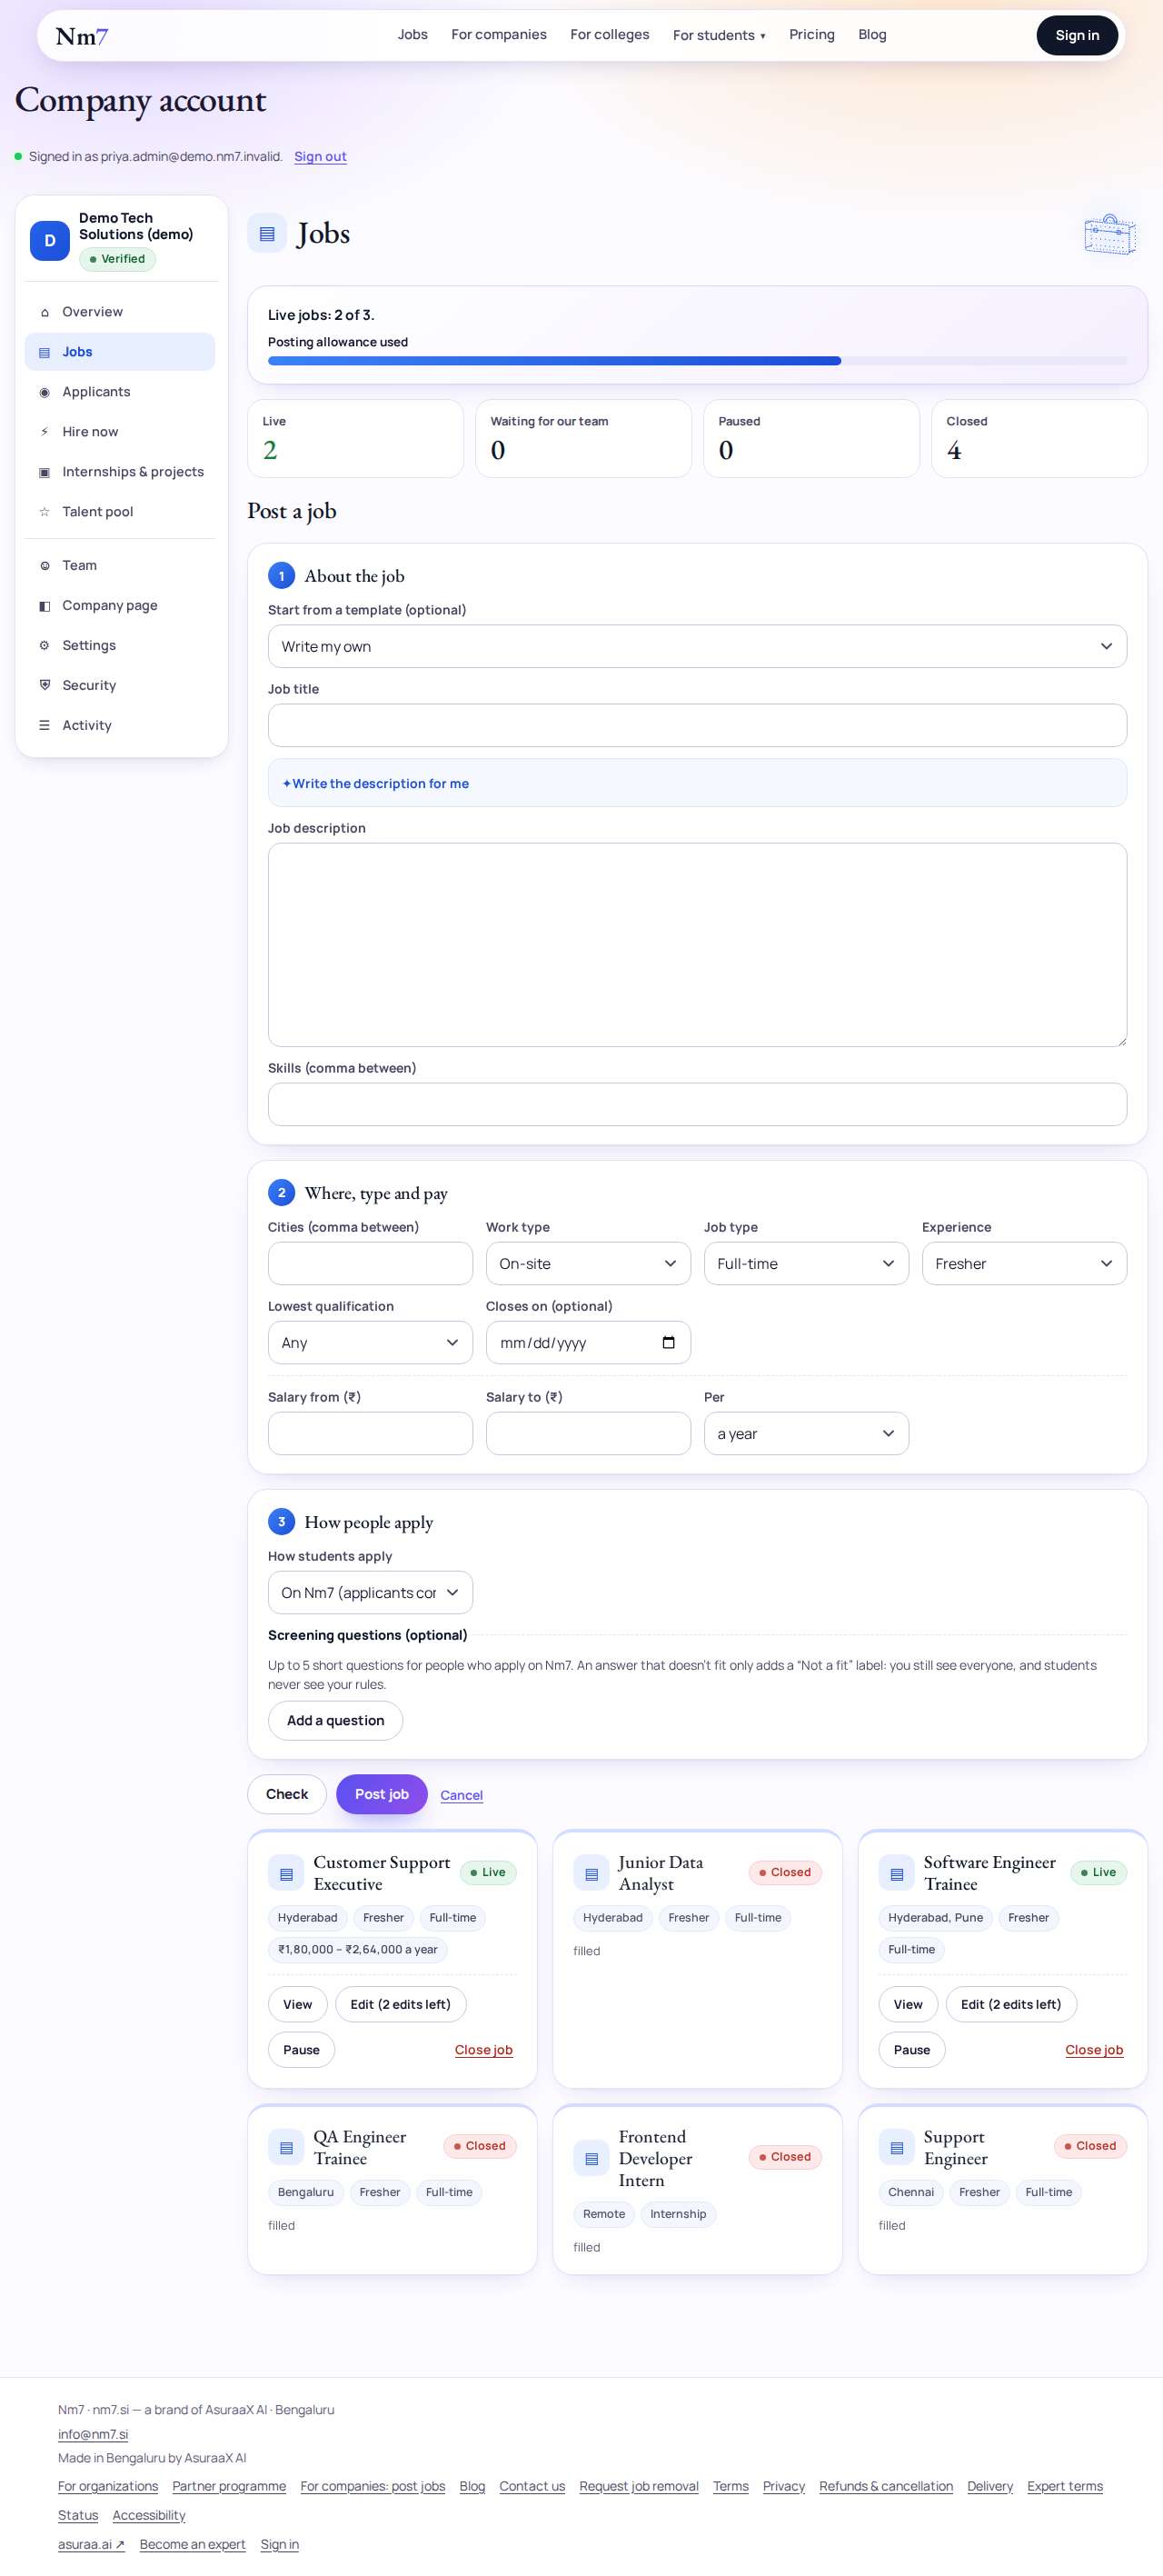 Nm7
Jobs
For companies
For colleges
For students ▾
Pricing
Blog
Sign in
Company account
Signed in as priya.admin@demo.nm7.invalid. Sign out
D
Demo Tech
Solutions (demo)
Verified
Overview
Jobs
Applicants
Hire now
Internships & projects
Talent pool
Team
Company page
Settings
Security
Activity
Jobs
Live jobs: 2 of 3.
Posting allowance used
Live
2
Waiting for our team
0
Paused
0
Closed
4
Post a job
1 About the job
Start from a template (optional)
Write my own
Job title
✦Write the description for me
Job description
Skills (comma between)
2 Where, type and pay
Cities (comma between)
Work type
On-site
Job type
Full-time
Experience
Fresher
Lowest qualification
Any
Closes on (optional)
mm/dd/yyyy
Salary from (₹)
Salary to (₹)
Per
a year
3 How people apply
How students apply
On Nm7 (applicants cor
Screening questions (optional)
Up to 5 short questions for people who apply on Nm7. An answer that doesn't fit only adds a “Not a fit” label: you still see everyone, and students
never see your rules.
Add a question
Check
Post job
Cancel
Customer Support
Executive
Live
Hyderabad
Fresher
Full-time
₹1,80,000 – ₹2,64,000 a year
View
Edit (2 edits left)
Pause
Close job
Junior Data
Analyst
Closed
Hyderabad
Fresher
Full-time
filled
Software Engineer
Trainee
Live
Hyderabad, Pune
Fresher
Full-time
View
Edit (2 edits left)
Pause
Close job
QA Engineer
Trainee
Closed
Bengaluru
Fresher
Full-time
filled
Frontend
Developer
Intern
Closed
Remote
Internship
filled
Support
Engineer
Closed
Chennai
Fresher
Full-time
filled
Nm7 · nm7.si — a brand of AsuraaX AI · Bengaluru
info@nm7.si
Made in Bengaluru by AsuraaX AI
For organizations Partner programme For companies: post jobs Blog Contact us Request job removal Terms Privacy Refunds & cancellation Delivery Expert terms
Status Accessibility
asuraa.ai ↗ Become an expert Sign in